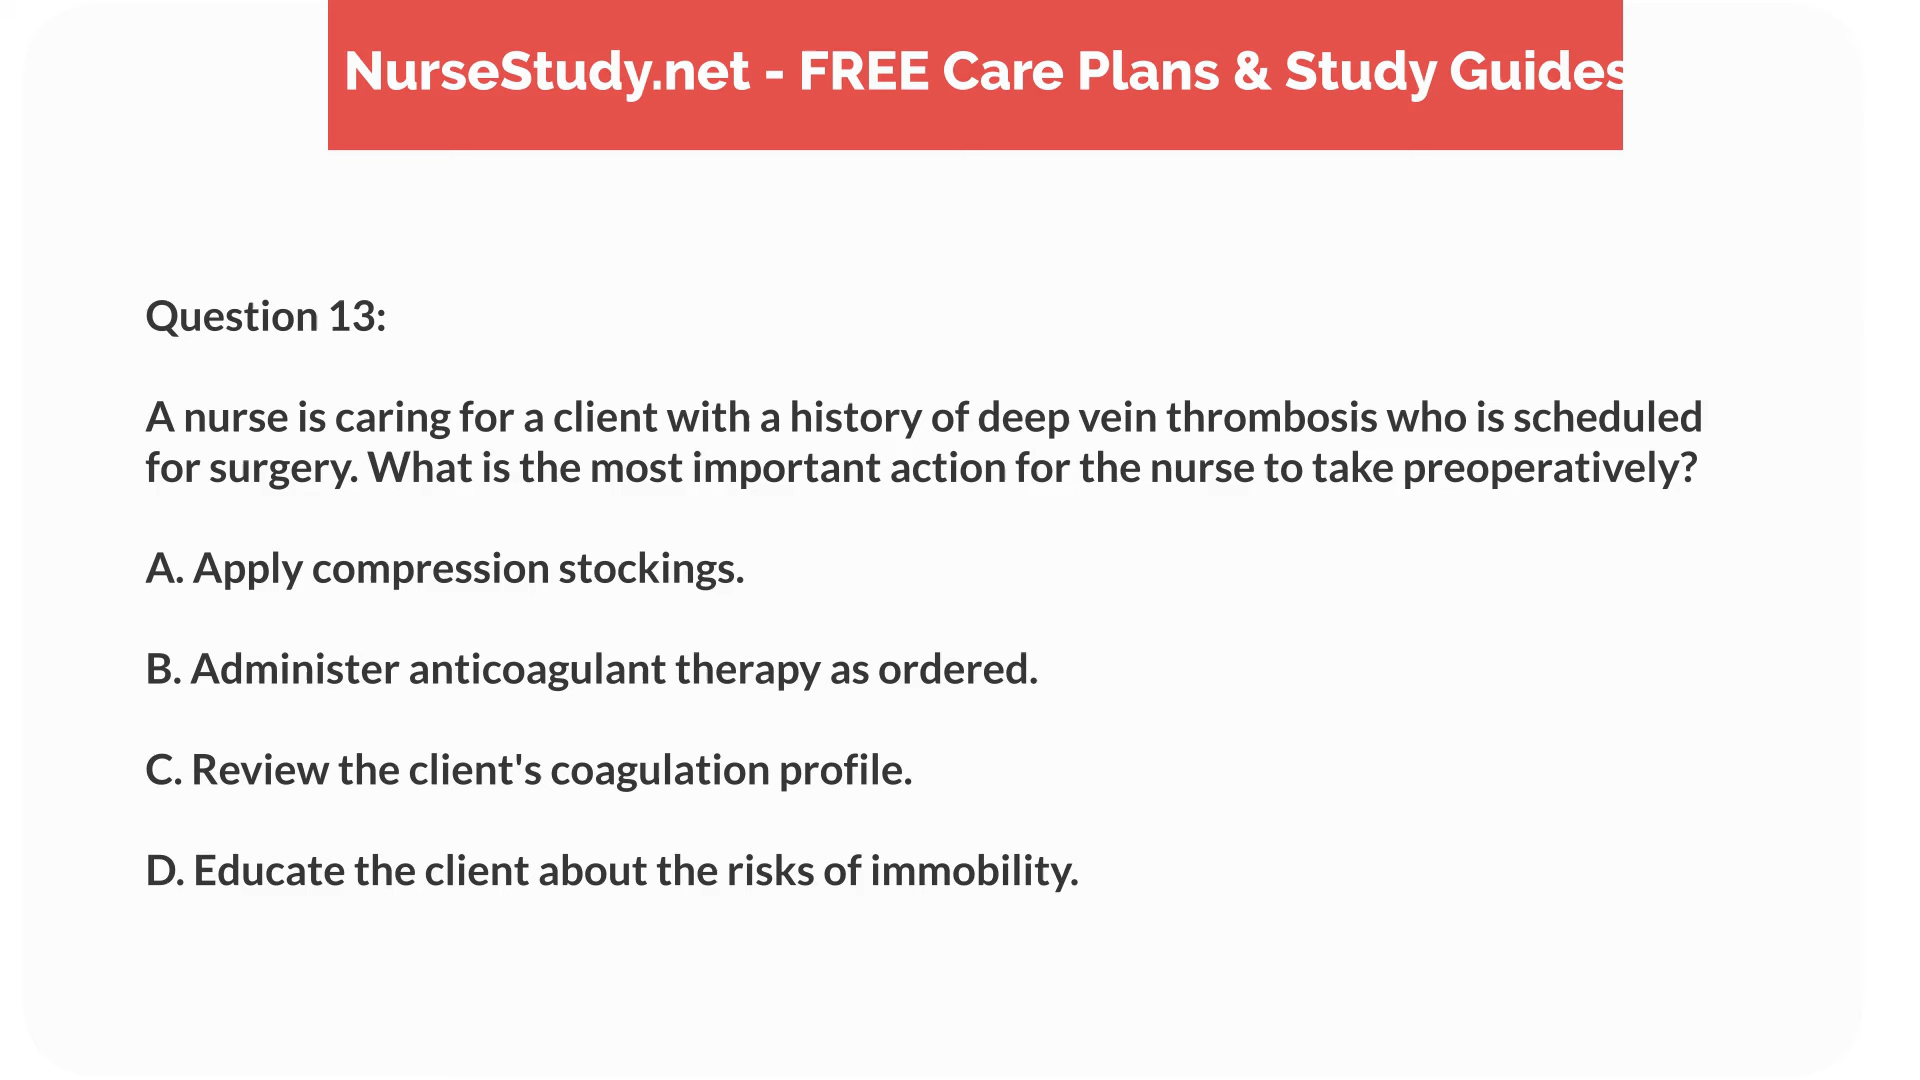 NurseStudy.net - FREE Care Plans & Study Guides
Question 13:
A nurse is caring for a client with a history of deep vein thrombosis who is scheduled
for surgery. What is the most important action for the nurse to take preoperatively?
A. Apply compression stockings.
B. Administer anticoagulant therapy as ordered.
C. Review the client's coagulation profile.
D. Educate the client about the risks of immobility.